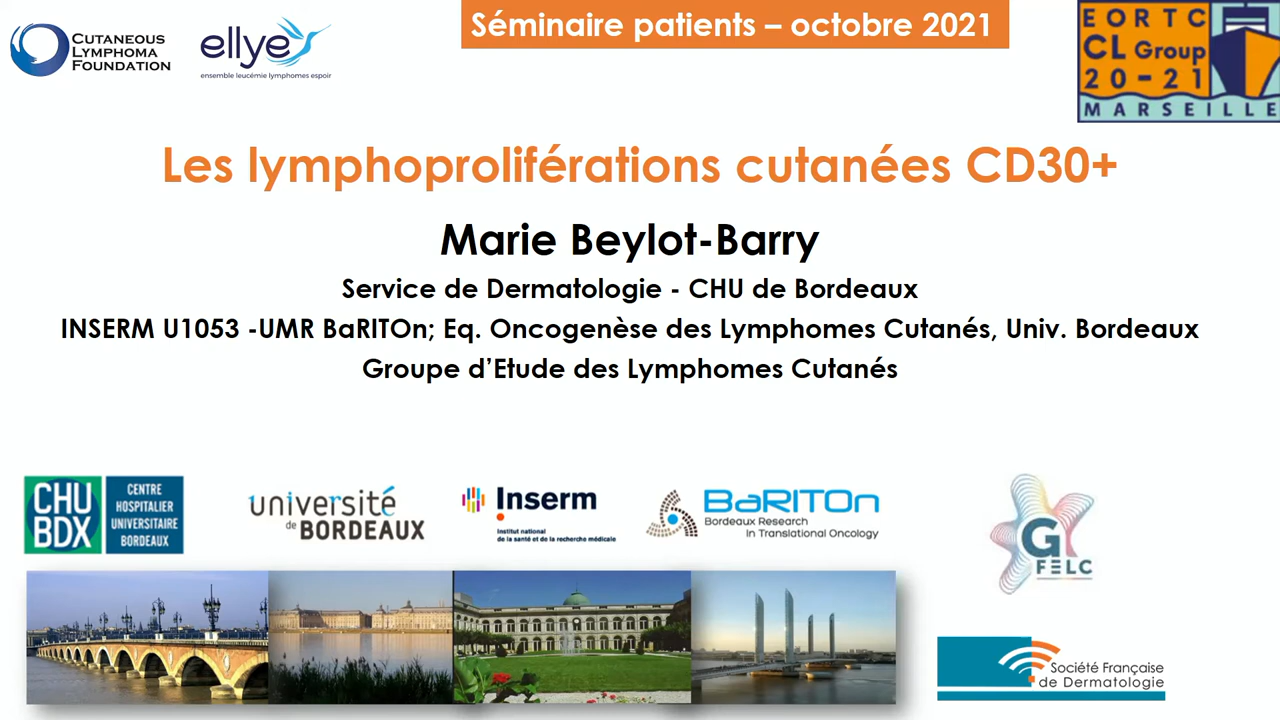 CUTANEOUS
LYMPHOMA
FOUNDATION
ellye
ensemble leucémie lymphomes espoir
Séminaire patients – octobre 2021
EORTC
CL Group
20-21
MARSEILLE
Les lymphoproliférations cutanées CD30+
Marie Beylot-Barry
Service de Dermatologie - CHU de Bordeaux
INSERM U1053 -UMR BaRITOn; Eq. Oncogenèse des Lymphomes Cutanés, Univ. Bordeaux
Groupe d'Etude des Lymphomes Cutanés
CHU
BDX
CENTRE
HOSPITALIER
UNIVERSITAIRE
BORDEAUX
université
de BORDEAUX
Inserm
Institut national
de la santé et de la recherche médicale
BaRITOn
Bordeaux Research
in Translational Oncology
G
FELC
Société Française
de Dermatologie